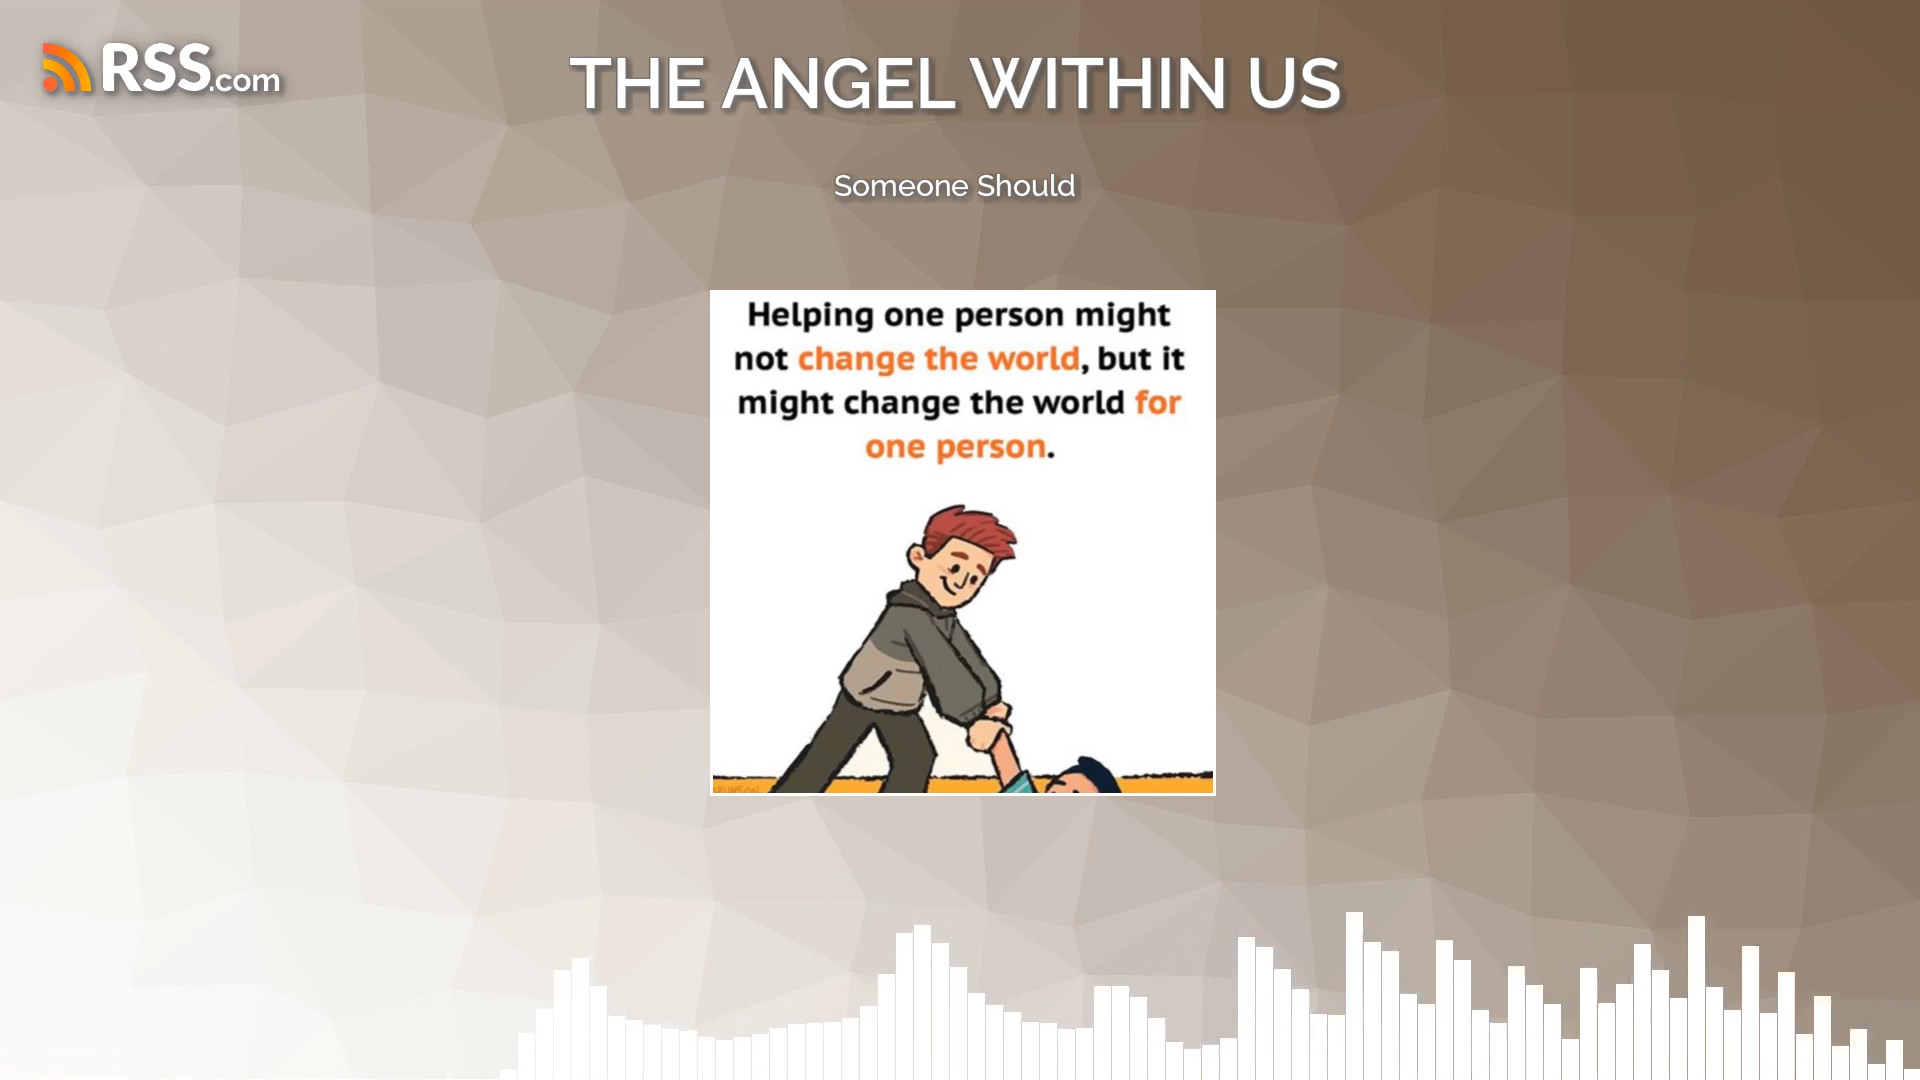 RSS.com
THE ANGEL WITHIN US
Someone Should
Helping one person might
not change the world, but it
might change the world for
one person.